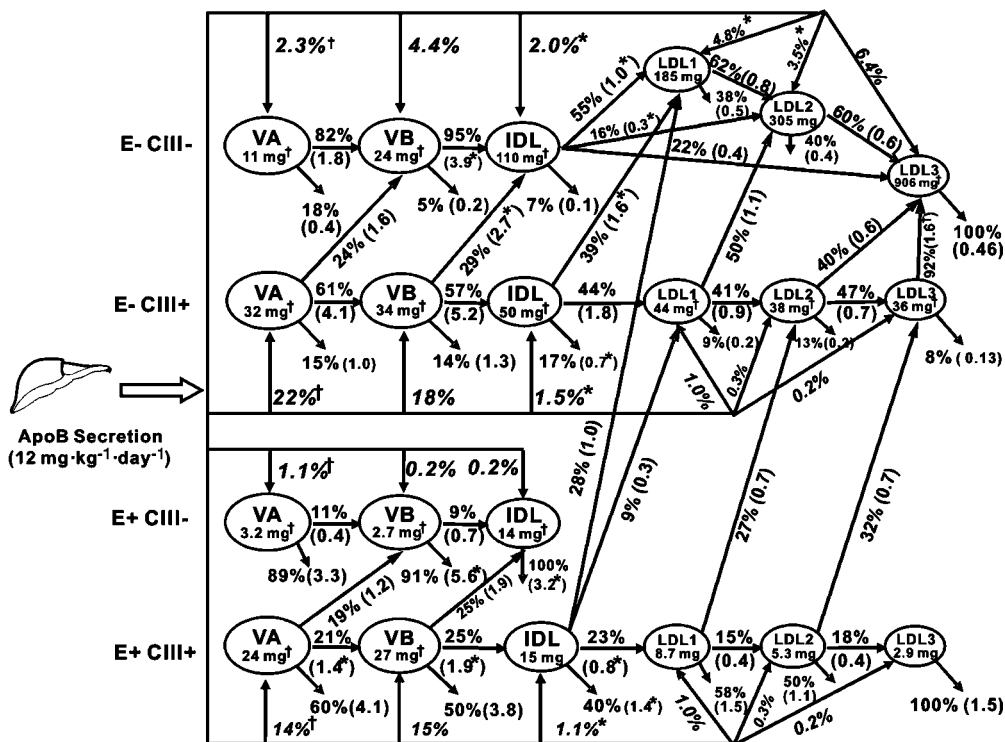 2.3%†
4.4%
2.0%*
4.8%*
3.5%*
6.4%
E- CIII-
VA
11 mg†
82%
(1.8)
VB
24 mg†
95%
(3.9*)
IDL
110 mg†
55% (1.0*)
16% (0.3*)
22% (0.4)
LDL1
185 mg
62%(0.8)
38%
(0.5)
LDL2
305 mg
60% (0.6)
40%
(0.4)
LDL3
906 mg†
100%
(0.46)
18%
(0.4)
5% (0.2)
7% (0.1)
24% (1.6)
29% (2.7*)
39% (1.6*)
50% (1.1)
40% (0.6)
92%(1.6†)
E- CIII+
VA
32 mg†
61%
(4.1)
VB
34 mg†
57%
(5.2)
IDL
50 mg†
44%
(1.8)
LDL1
44 mg†
41%
(0.9)
LDL2
38 mg†
47%
(0.7)
LDL3
36 mg†
15% (1.0)
14% (1.3)
17% (0.7*)
9% (0.2)
13% (0.2)
8% ( 0.13)
22%†
18%
1.5%*
1.0%
0.3%
0.2%
ApoB Secretion
(12 mg·kg⁻¹·day⁻¹)
1.1%†
0.2%
0.2%
28% (1.0)
9% (0.3)
27% (0.7)
32% (0.7)
E+ CIII-
VA
3.2 mg†
11%
(0.4)
VB
2.7 mg†
9%
(0.7)
IDL
14 mg†
89%(3.3)
91% (5.6*)
100%
(3.2*)
19% (1.2)
25% (1.9)
E+ CIII+
VA
24 mg†
21%
(1.4*)
VB
27 mg†
25%
(1.9*)
IDL
15 mg
23%
(0.8*)
LDL1
8.7 mg
15%
(0.4)
LDL2
5.3 mg
18%
(0.4)
LDL3
2.9 mg
60% (4.1)
50%(3.8)
40%(1.4*)
58%
(1.5)
50%
(1.1)
100% (1.5)
14%†
15%
1.1%*
1.0%
0.3%
0.2%